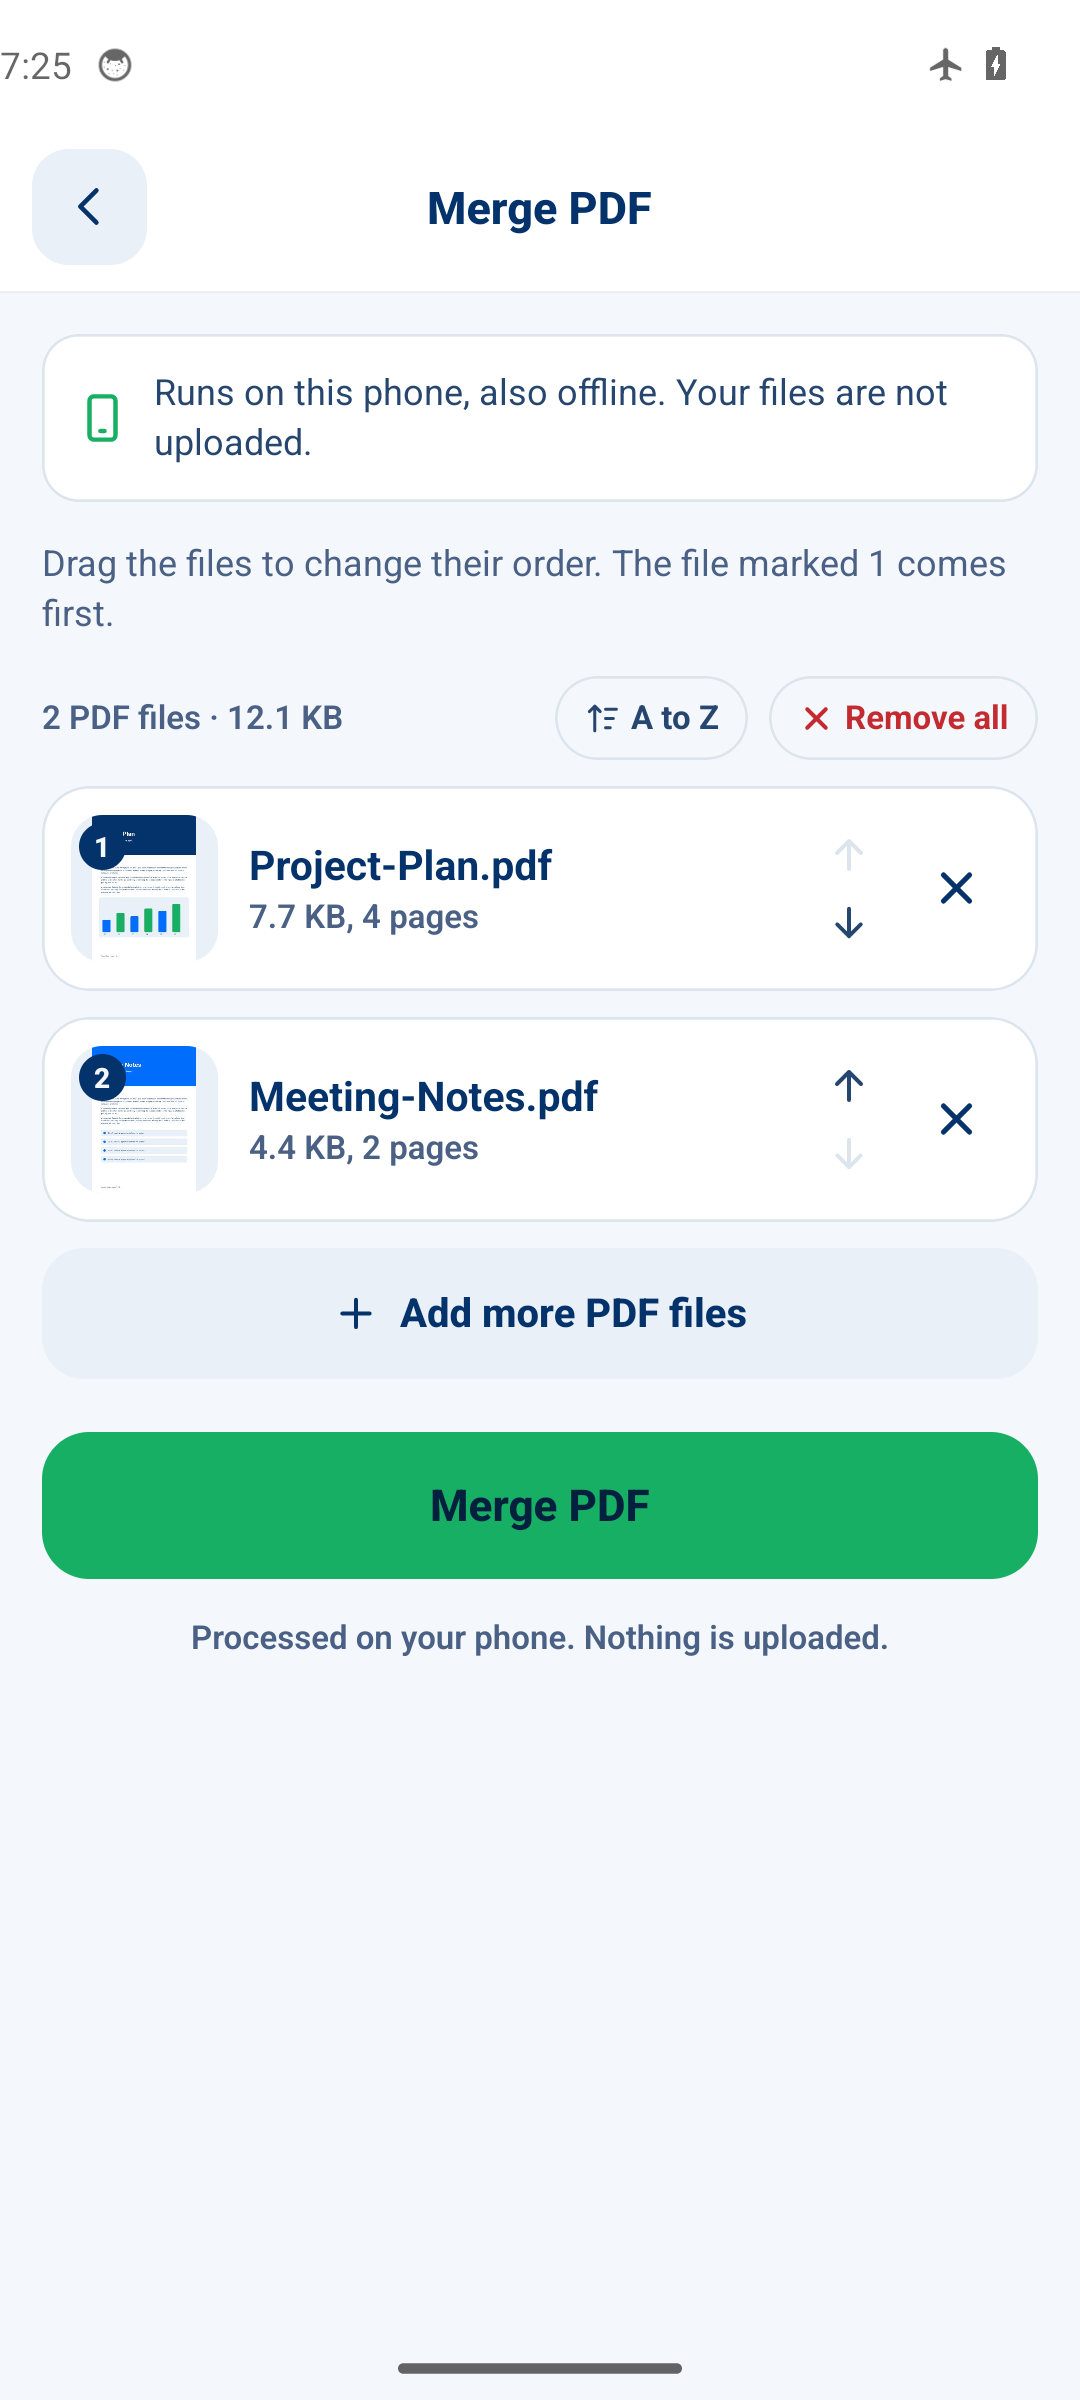 7:25
Merge PDF
Runs on this phone, also offline. Your files are not
uploaded.
Drag the files to change their order. The file marked 1 comes
first.
2 PDF files · 12.1 KB
A to Z
Remove all
1
Plan
Project-Plan.pdf
7.7 KB, 4 pages
2
Notes
Meeting-Notes.pdf
4.4 KB, 2 pages
Add more PDF files
Merge PDF
Processed on your phone. Nothing is uploaded.